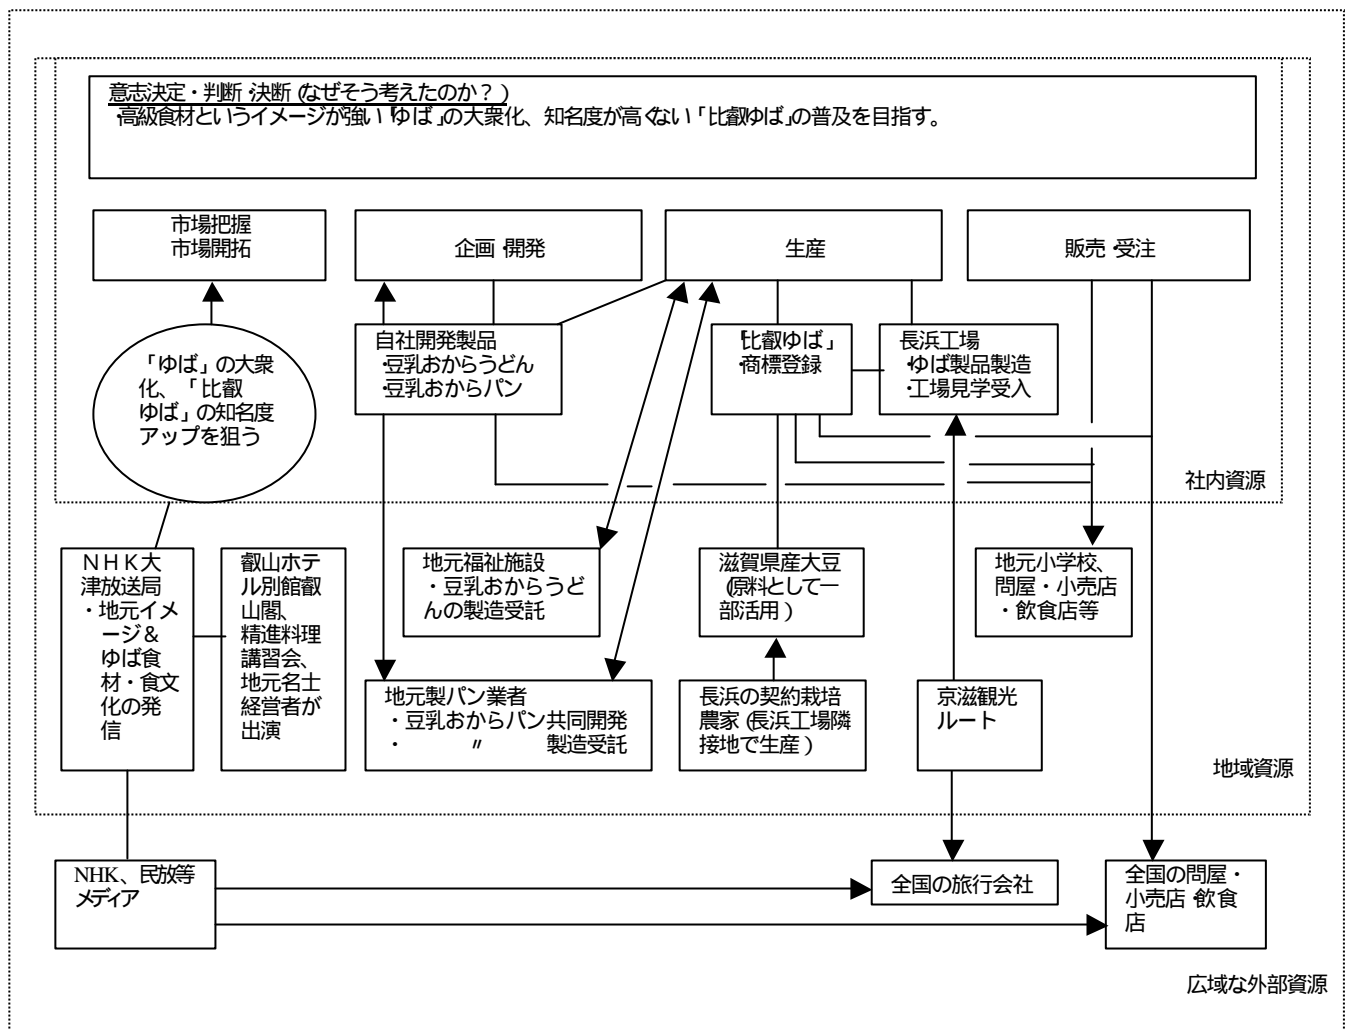 意志決定・判断・決断(なぜそう考えたのか?)
・高級食材というイメージが強い「ゆば」の大衆化、知名度が高くない「比叡ゆば」の普及を目指す。
市場把握
市場開拓
企画・開発
生産
販売・受注
「ゆば」の大衆
化、「比叡
ゆば」の知名度
アップを狙う
自社開発製品
・豆乳おからうどん
・豆乳おからパン
「比叡ゆば」
・商標登録
長浜工場
・ゆば製品製造
・工場見学受入
社内資源
NHK大
津放送局
・地元イメ
ージ&
ゆば食
材・食文
化の発
信
叡山ホテ
ル別館叡
山閣、
精進料理
講習会、
地元名士
経営者が
出演
地元福祉施設
・豆乳おからうど
んの製造受託
滋賀県産大豆
(原料として一
部活用)
地元小学校、
問屋・小売店
・飲食店等
地元製パン業者
・豆乳おからパン共同開発
・ 〃 製造受託
長浜の契約栽培
農家(長浜工場隣
接地で生産)
京滋観光
ルート
地域資源
NHK、民放等
メディア
全国の旅行会社
全国の問屋・
小売店・飲食
店
広域な外部資源